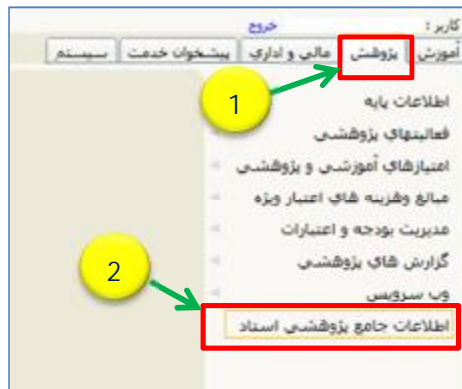 کاربر : خروج
آموزش پژوهش مالي و اداري پيشخوان خدمت سيستم
1
اطلاعات پايه
فعاليتهاي پژوهشي
امتيازهاي آموزشي و پژوهشي
مبالغ وهزينه هاي اعتبار ويژه
مديريت بودجه و اعتبارات
گزارش هاي پژوهشي
2
وب سرويس
اطلاعات جامع پژوهشي استاد